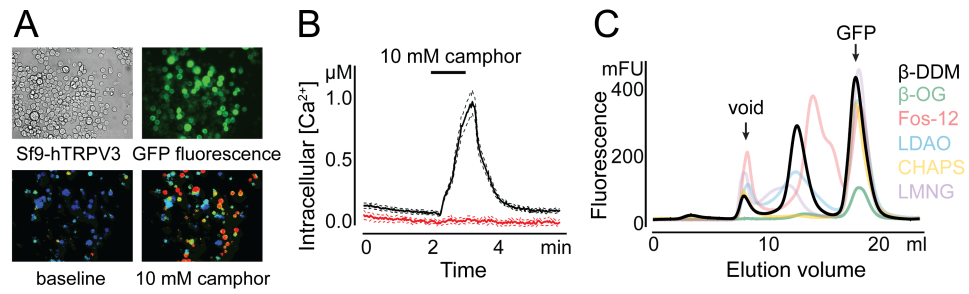 A
Sf9-hTRPV3
GFP fluorescence
baseline
10 mM camphor
B
10 mM camphor
µM
1.0
0.5
0.0
Intracellular [Ca²⁺]
0
2
4
min
Time
C
GFP
mFU
400
200
0
Fluorescence
void
β-DDM
β-OG
Fos-12
LDAO
CHAPS
LMNG
0
10
20
ml
Elution volume